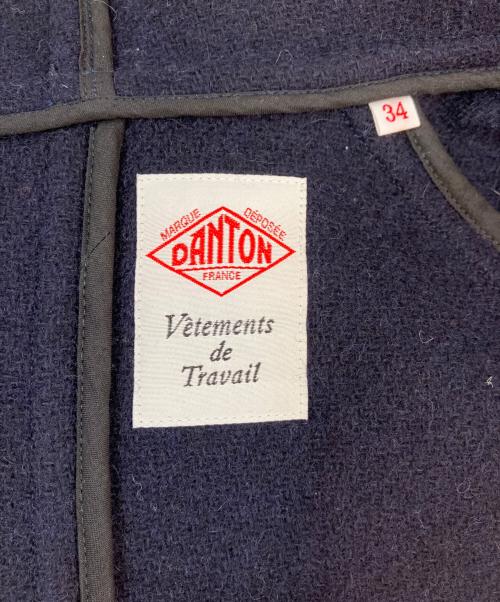 34
MARQUE DÉPOSÉE
DANTON
FRANCE
Vêtements
de
Travail